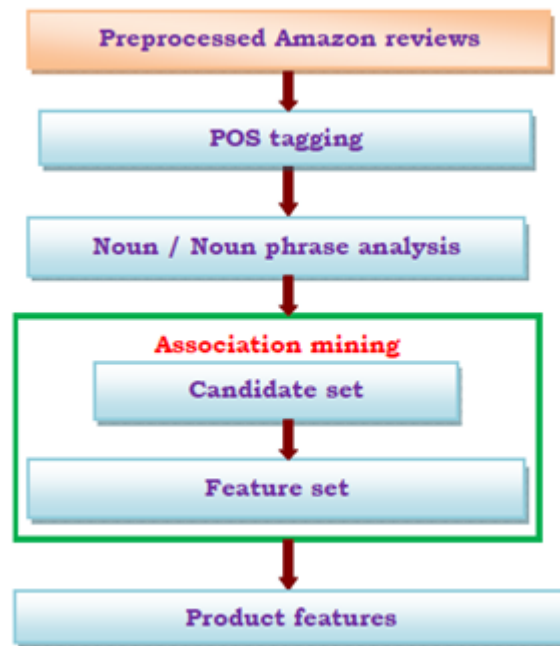 Preprocessed Amazon reviews
POS tagging
Noun / Noun phrase analysis
Association mining
Candidate set
Feature set
Product features